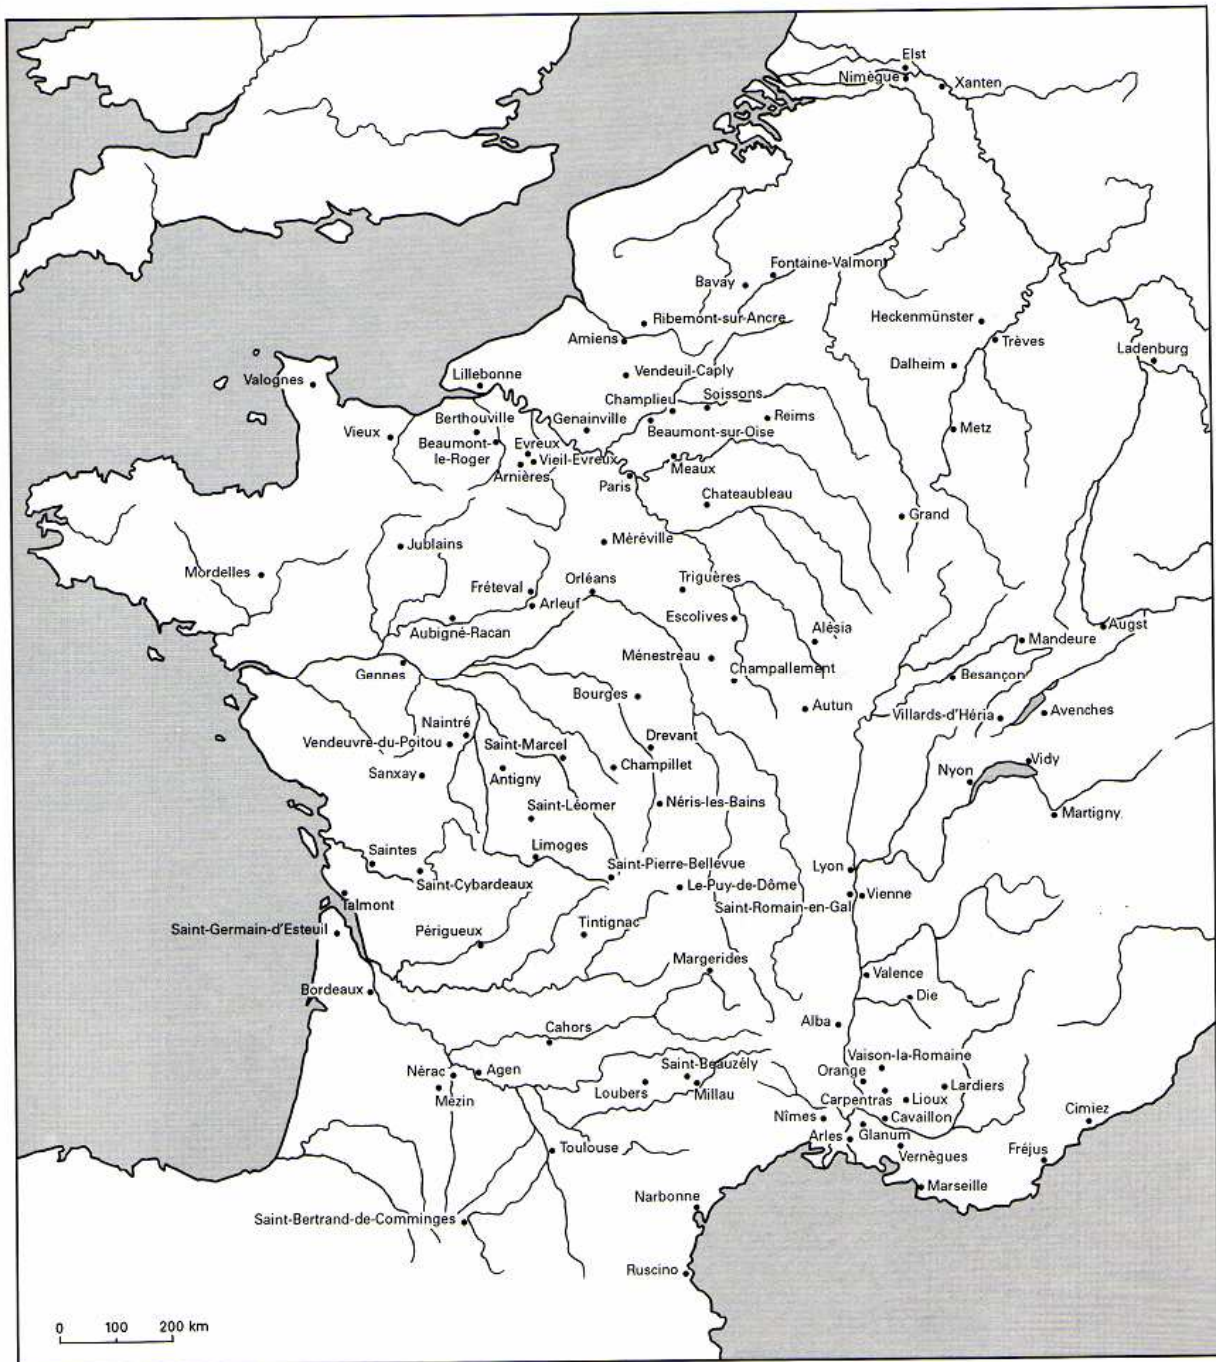 Elst
Nimègue
Xanten
Fontaine-Valmont
Bavay
Ribemont-sur-Ancre
Heckenmünster
Amiens
Trèves
Ladenburg
Dalheim
Vendeuil-Caply
Lillebonne
Valognes
Champlieu
Soissons
Berthouville
Genainville
Reims
Vieux
Beaumont-
le-Roger
Evreux
Beaumont-sur-Oise
Metz
Vieil-Evreux
Arnières
Meaux
Paris
Chateaubleau
Grand
Méréville
Jublains
Mordelles
Fréteval
Orléans
Triguères
Arleuf
Escolives
Aubigné-Racan
Alésia
Augst
Mandeure
Ménestreau
Champallement
Gennes
Besançon
Bourges
Autun
Villards-d'Héria
Avenches
Naintré
Vendeuvre-du-Poitou
Saint-Marcel
Drevant
Champillet
Vidy
Sanxay
Antigny
Nyon
Saint-Léomer
Néris-les-Bains
Martigny
Limoges
Saintes
Saint-Pierre-Bellevue
Lyon
Saint-Cybardeaux
Le-Puy-de-Dôme
Talmont
Saint-Romain-en-Gal
Vienne
Saint-Germain-d'Esteuil
Périgueux
Tintignac
Margerides
Valence
Bordeaux
Die
Alba
Cahors
Vaison-la-Romaine
Saint-Beauzély
Orange
Nérac
Agen
Lardiers
Loubers
Millau
Mézin
Carpentras
Lioux
Nîmes
Cavaillon
Cimiez
Arles
Glanum
Toulouse
Vernègues
Fréjus
Marseille
Narbonne
Saint-Bertrand-de-Comminges
Ruscino
0 100 200 km